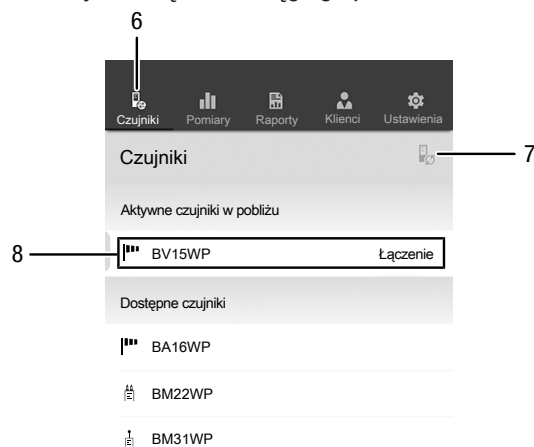 6
Czujniki Pomiary Raporty Klienci Ustawienia
Czujniki
7
Aktywne czujniki w pobliżu
8
BV15WP Łączenie
Dostępne czujniki
BA16WP
BM22WP
BM31WP